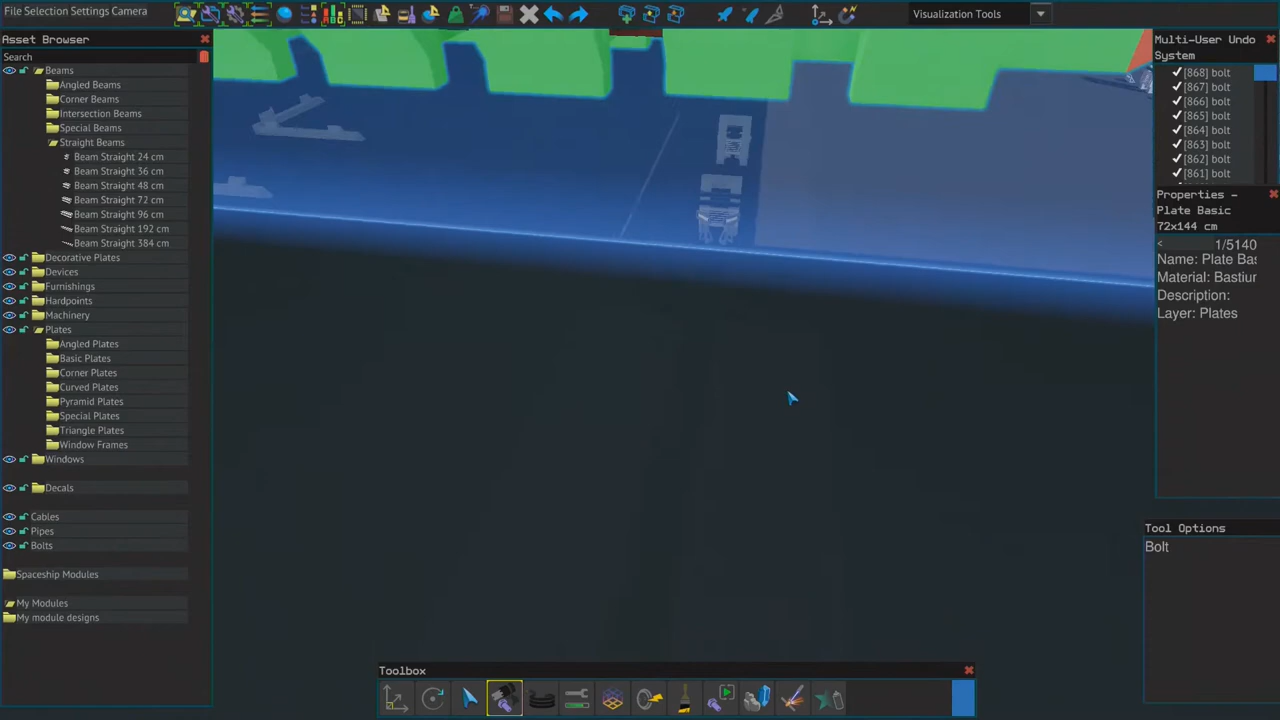 File Selection Settings Camera
Visualization Tools
Asset Browser
Search
Beams
Angled Beams
Corner Beams
Intersection Beams
Special Beams
Straight Beams
Beam Straight 24 cm
Beam Straight 36 cm
Beam Straight 48 cm
Beam Straight 72 cm
Beam Straight 96 cm
Beam Straight 192 cm
Beam Straight 384 cm
Decorative Plates
Devices
Furnishings
Hardpoints
Machinery
Plates
Angled Plates
Basic Plates
Corner Plates
Curved Plates
Pyramid Plates
Special Plates
Triangle Plates
Window Frames
Windows
Decals
Cables
Pipes
Bolts
Spaceship Modules
My Modules
My module designs
Multi-User Undo
System
[868] bolt
[867] bolt
[866] bolt
[865] bolt
[864] bolt
[863] bolt
[862] bolt
[861] bolt
Properties -
Plate Basic
72x144 cm
< 1/5140
Name: Plate Bas
Material: Bastiur
Description:
Layer: Plates
Tool Options
Bolt
Toolbox